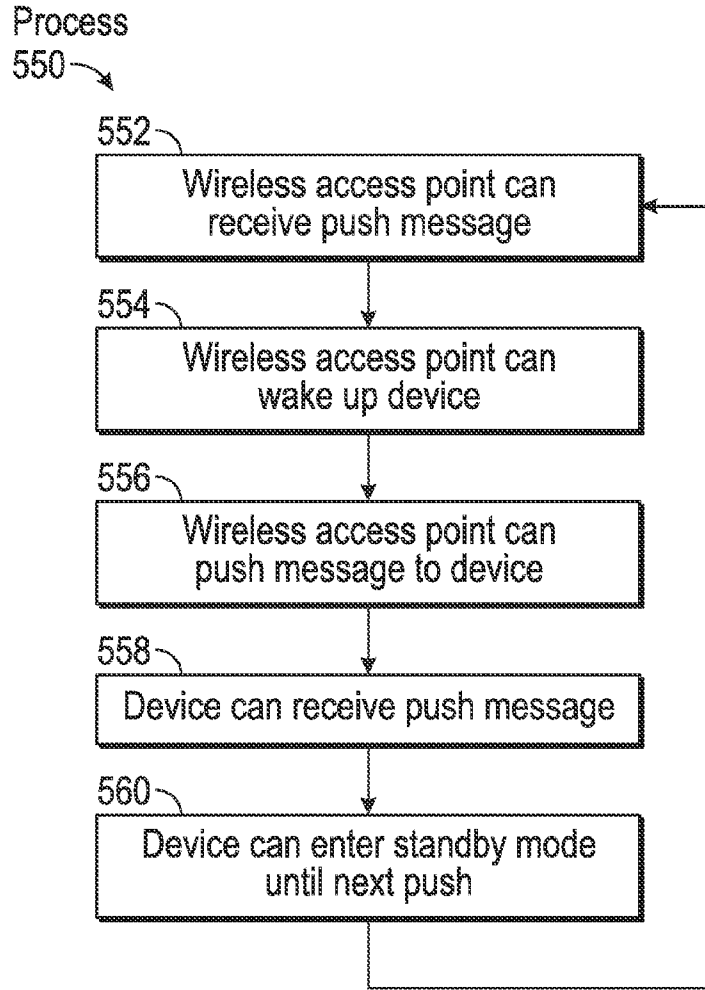 Process
550
552
Wireless access point can
receive push message
554
Wireless access point can
wake up device
556
Wireless access point can
push message to device
558
Device can receive push message
560
Device can enter standby mode
until next push